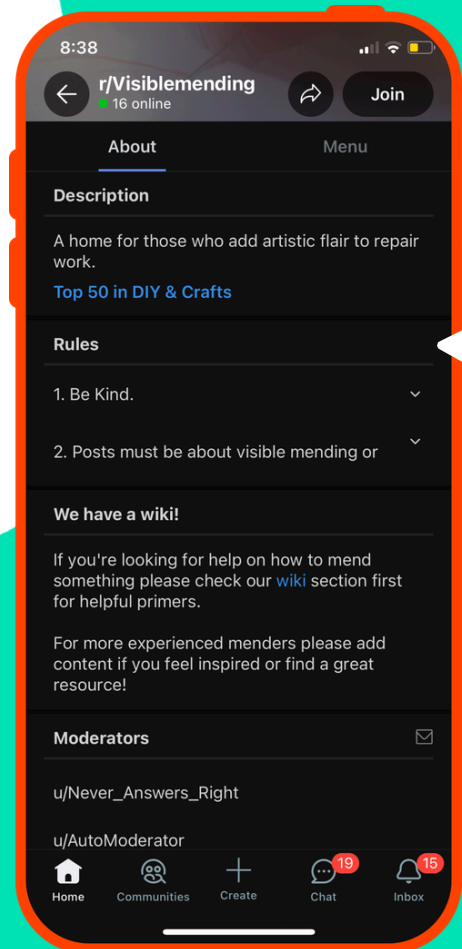 8:38
r/Visiblemending
16 online
Join
About
Menu
Description
A home for those who add artistic flair to repair
work.
Top 50 in DIY & Crafts
Rules
1. Be Kind.
2. Posts must be about visible mending or
We have a wiki!
If you're looking for help on how to mend
something please check our wiki section first
for helpful primers.
For more experienced menders please add
content if you feel inspired or find a great
resource!
Moderators
u/Never_Answers_Right
u/AutoModerator
19
15
Home
Communities
Create
Chat
Inbox